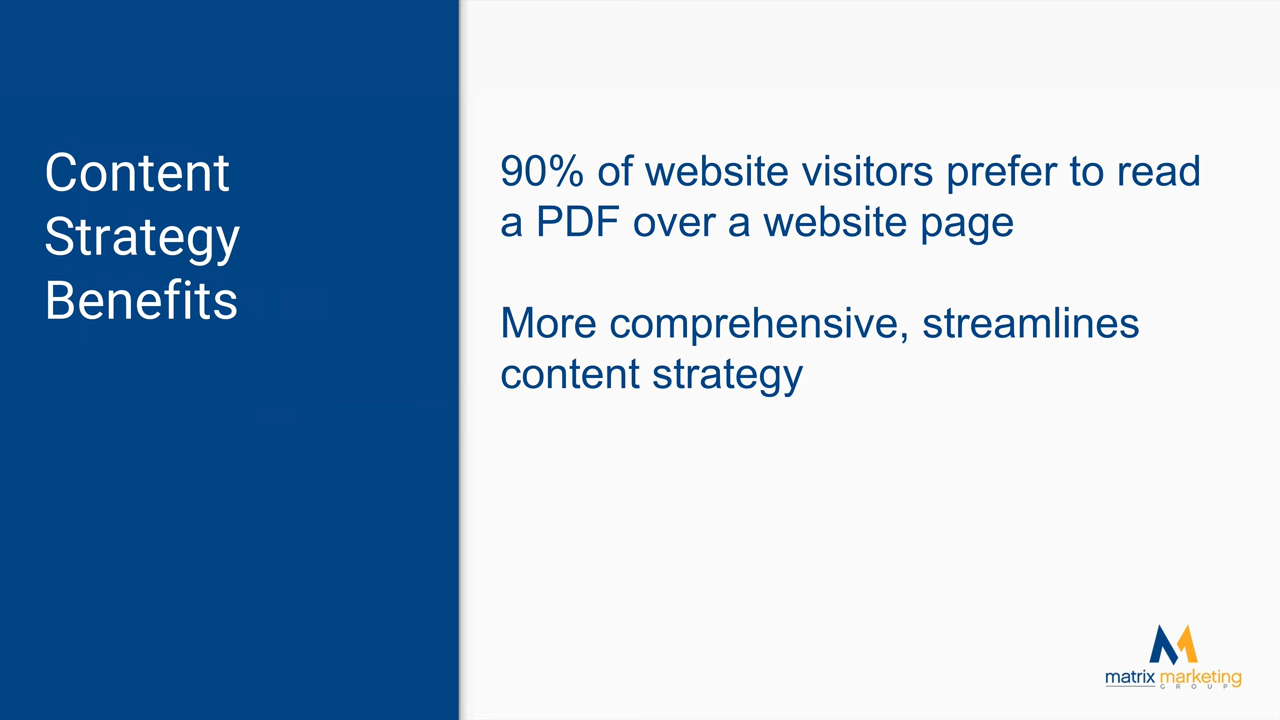 Content
Strategy
Benefits
90% of website visitors prefer to read
a PDF over a website page
More comprehensive, streamlines
content strategy
matrix marketing
GROUP